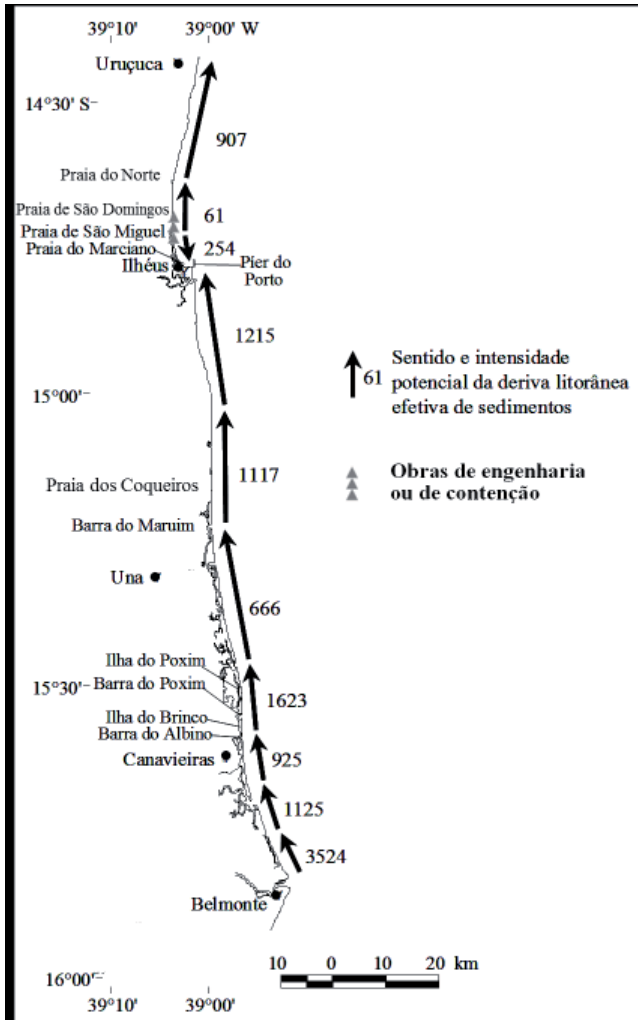 39°10' 39°00' W
Uruçuca
14°30' S
907
Praia do Norte
Praia de São Domingos
61
Praia de São Miguel
254
Praia do Marciano
Ilhéus
Píer do
Porto
1215
61
Sentido e intensidade
potencial da deriva litorânea
efetiva de sedimentos
15°00'
1117
Praia dos Coqueiros
Obras de engenharia
ou de contenção
Barra do Maruim
Una
666
Ilha do Poxim
15°30'
Barra do Poxim
1623
Ilha do Brinco
Barra do Albino
Canavieiras
925
1125
3524
Belmonte
10 0 10 20 km
16°00'
39°10' 39°00'